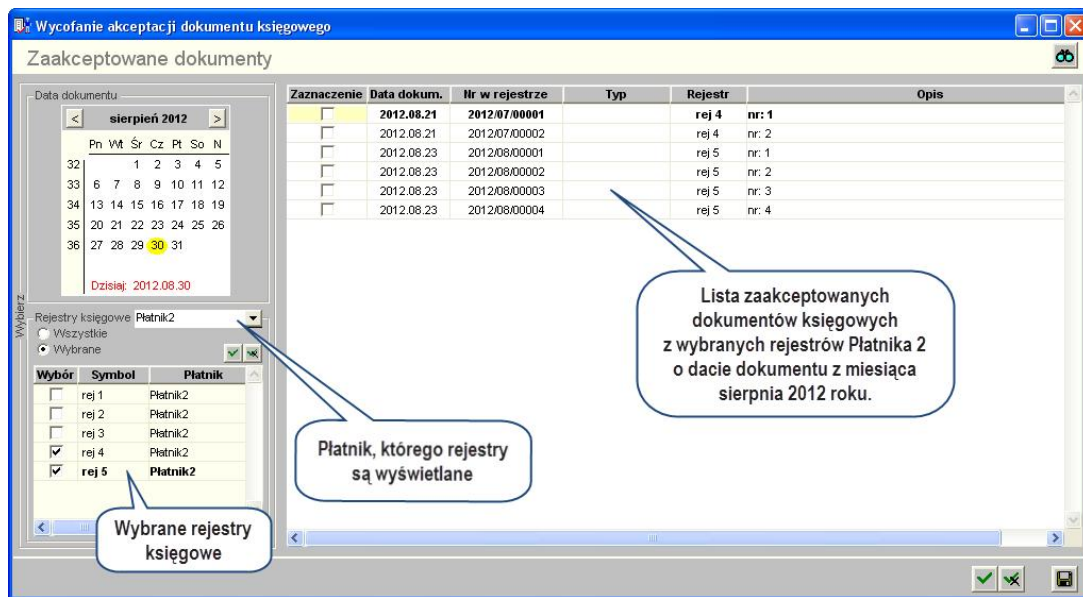 Wycofanie akceptacji dokumentu księgowego
Zaakceptowane dokumenty
Wybierz
Data dokumentu
< sierpień 2012 >
Pn Wt Śr Cz Pt So N
32 1 2 3 4 5
33 6 7 8 9 10 11 12
34 13 14 15 16 17 18 19
35 20 21 22 23 24 25 26
36 27 28 29 30 31
Dzisiaj: 2012.08.30
Rejestry księgowe Płatnik2
Wszystkie
Wybrane
Wybór Symbol Płatnik
rej 1 Płatnik2
rej 2 Płatnik2
rej 3 Płatnik2
rej 4 Płatnik2
rej 5 Płatnik2
Wybrane rejestry
księgowe
Płatnik, którego rejestry
są wyświetlane
Zaznaczenie Data dokum. Nr w rejestrze Typ Rejestr Opis
2012.08.21 2012/07/00001 rej 4 nr: 1
2012.08.21 2012/07/00002 rej 4 nr: 2
2012.08.23 2012/08/00001 rej 5 nr: 1
2012.08.23 2012/08/00002 rej 5 nr: 2
2012.08.23 2012/08/00003 rej 5 nr: 3
2012.08.23 2012/08/00004 rej 5 nr: 4
Lista zaakceptowanych
dokumentów księgowych
z wybranych rejestrów Płatnika 2
o dacie dokumentu z miesiąca
sierpnia 2012 roku.